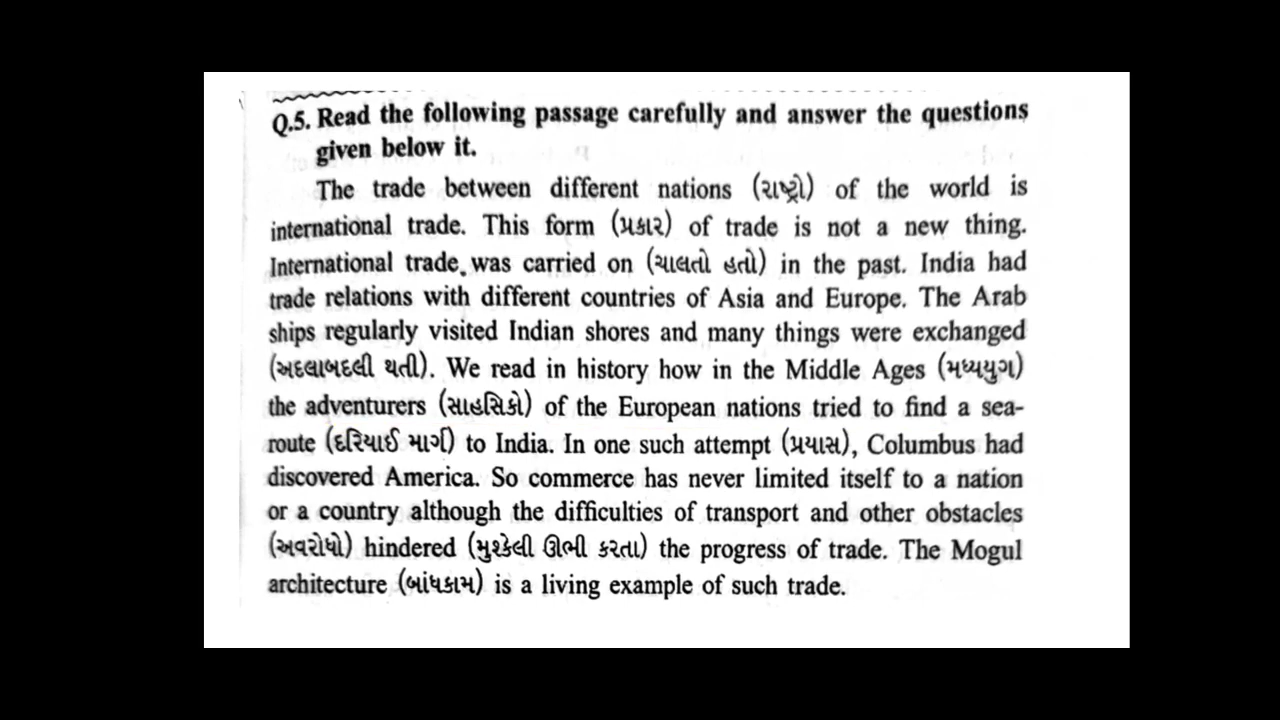 Q.5. Read the following passage carefully and answer the questions
given below it.
The trade between different nations (રાષ્ટ્રો) of the world is
international trade. This form (પ્રકાર) of trade is not a new thing.
International trade was carried on (ચાલતો હતો) in the past. India had
trade relations with different countries of Asia and Europe. The Arab
ships regularly visited Indian shores and many things were exchanged
(અદલાબદલી થતી). We read in history how in the Middle Ages (મધ્યયુગ)
the adventurers (સાહસિકો) of the European nations tried to find a sea-
route (દરિયાઈ માર્ગ) to India. In one such attempt (પ્રયાસ), Columbus had
discovered America. So commerce has never limited itself to a nation
or a country although the difficulties of transport and other obstacles
(અવરોધો) hindered (મુશ્કેલી ઊભી કરતા) the progress of trade. The Mogul
architecture (બાંધકામ) is a living example of such trade.